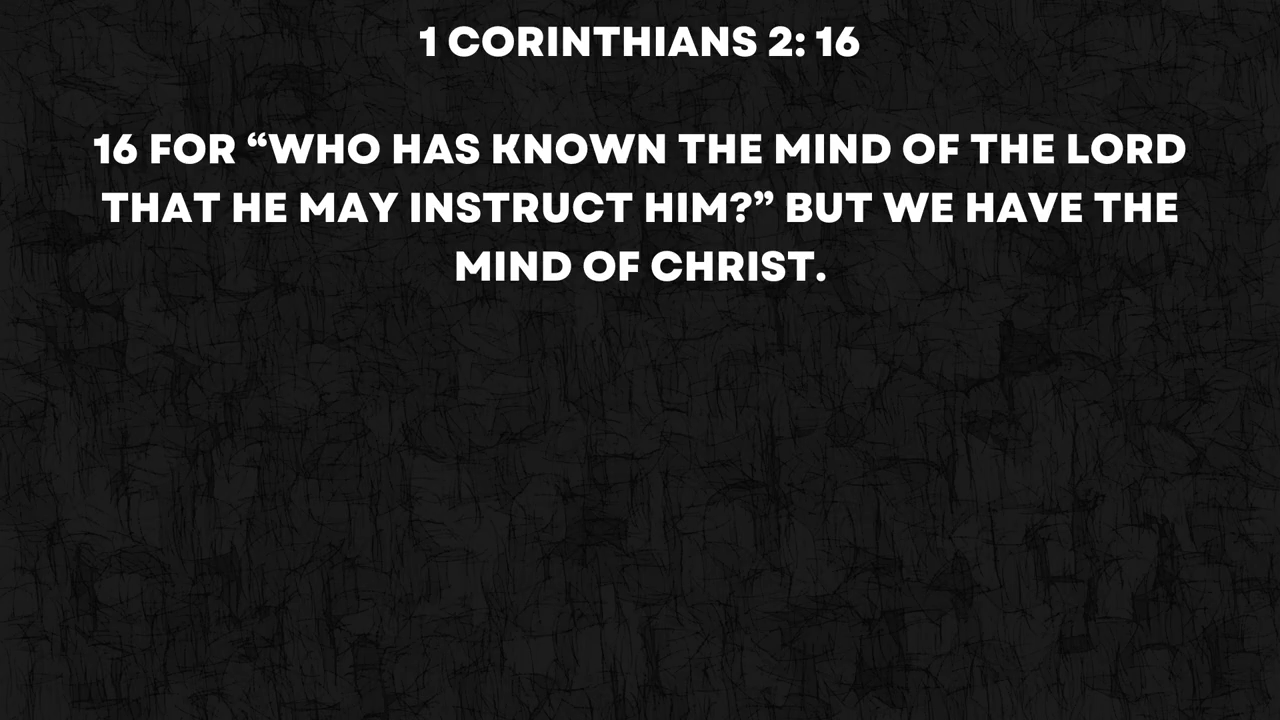 1 CORINTHIANS 2: 16
16 FOR “WHO HAS KNOWN THE MIND OF THE LORD
THAT HE MAY INSTRUCT HIM?” BUT WE HAVE THE
MIND OF CHRIST.